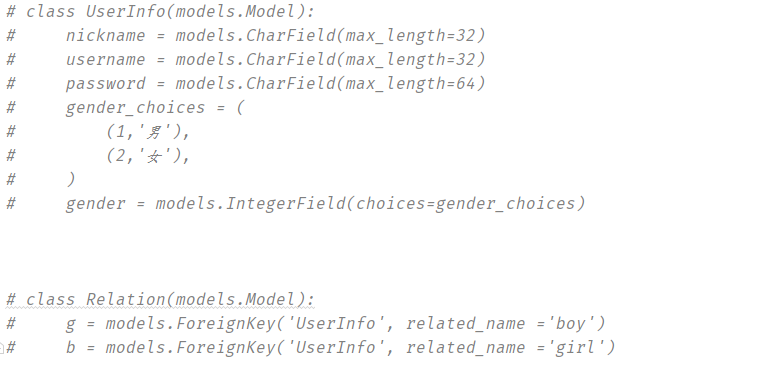 # class UserInfo(models.Model):
#     nickname = models.CharField(max_length=32)
#     username = models.CharField(max_length=32)
#     password = models.CharField(max_length=64)
#     gender_choices = (
#         (1,'男'),
#         (2,'女'),
#     )
#     gender = models.IntegerField(choices=gender_choices)
# class Relation(models.Model):
#     g = models.ForeignKey('UserInfo', related_name ='boy')
#     b = models.ForeignKey('UserInfo', related_name ='girl')